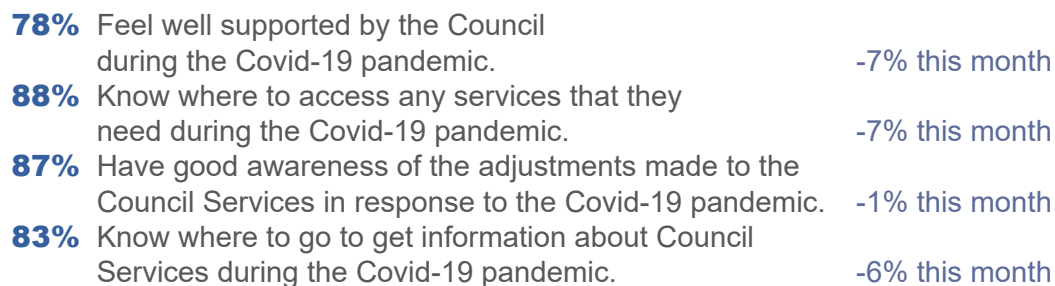 78% Feel well supported by the Council
during the Covid-19 pandemic. -7% this month
88% Know where to access any services that they
need during the Covid-19 pandemic. -7% this month
87% Have good awareness of the adjustments made to the
Council Services in response to the Covid-19 pandemic. -1% this month
83% Know where to go to get information about Council
Services during the Covid-19 pandemic. -6% this month